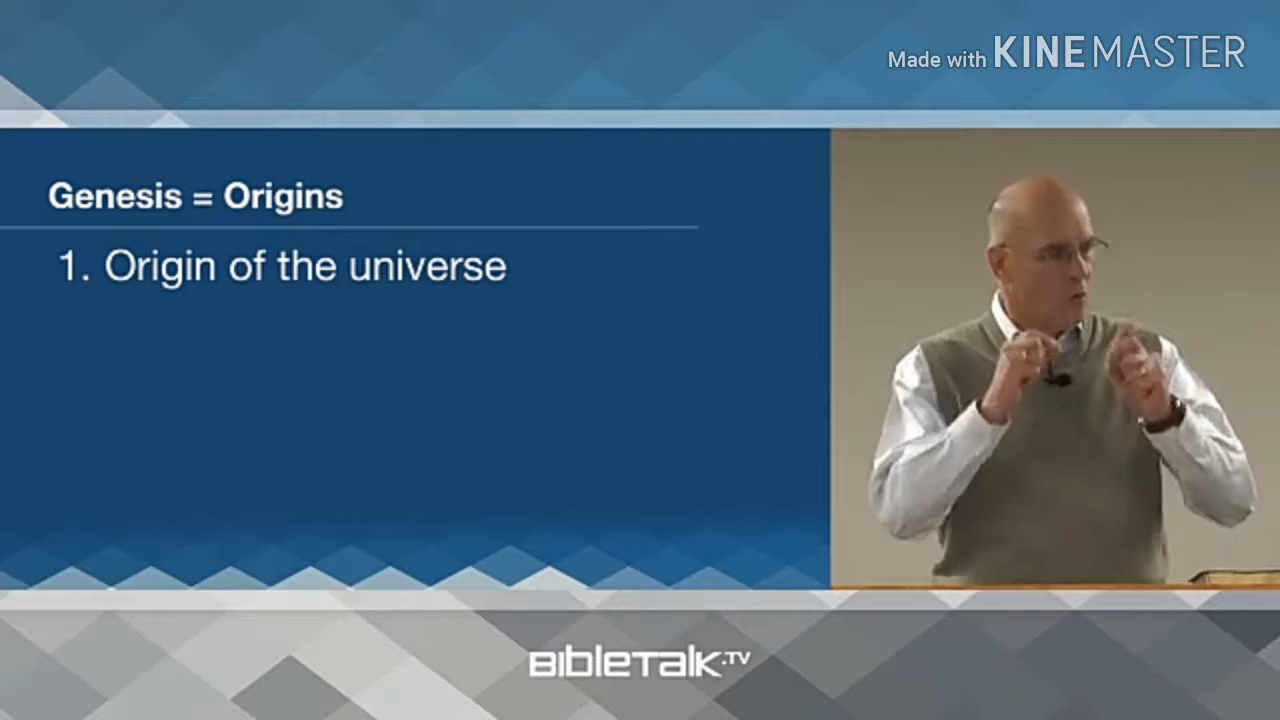 Made with KINEMASTER
Genesis = Origins
1. Origin of the universe
BIBLETALK.TV